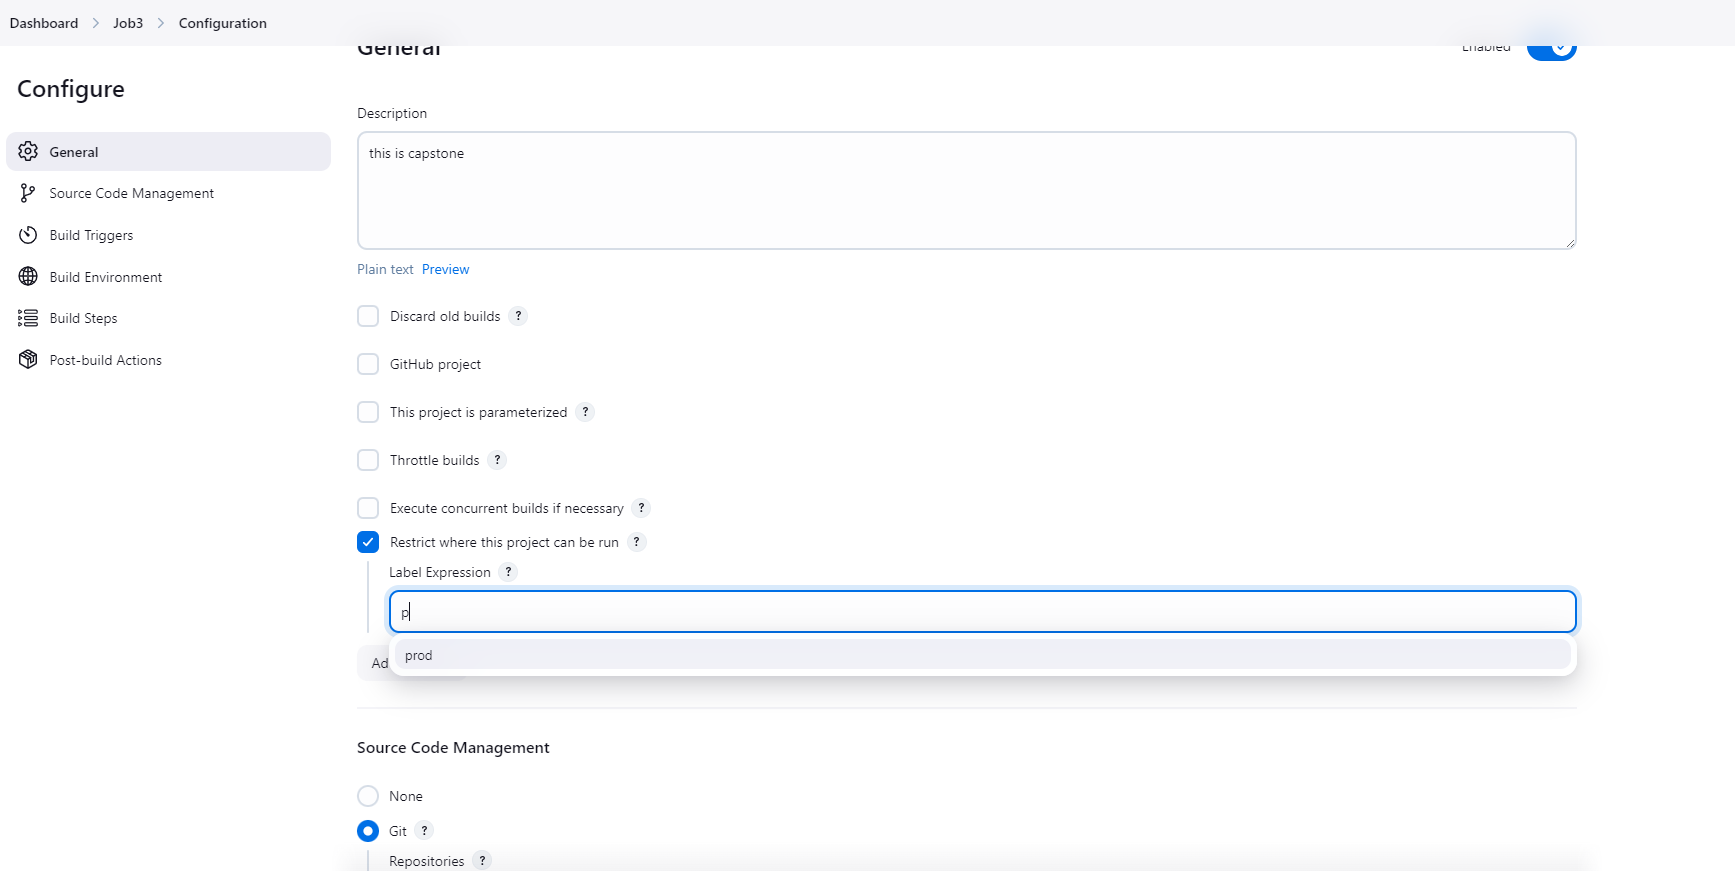 Dashboard > Job3 > Configuration
General
Enabled
Configure
General
Source Code Management
Build Triggers
Build Environment
Build Steps
Post-build Actions
Description
this is capstone
Plain text Preview
Discard old builds ?
GitHub project
This project is parameterized ?
Throttle builds ?
Execute concurrent builds if necessary ?
Restrict where this project can be run ?
Label Expression ?
p
prod
Ad
Source Code Management
None
Git ?
Repositories ?